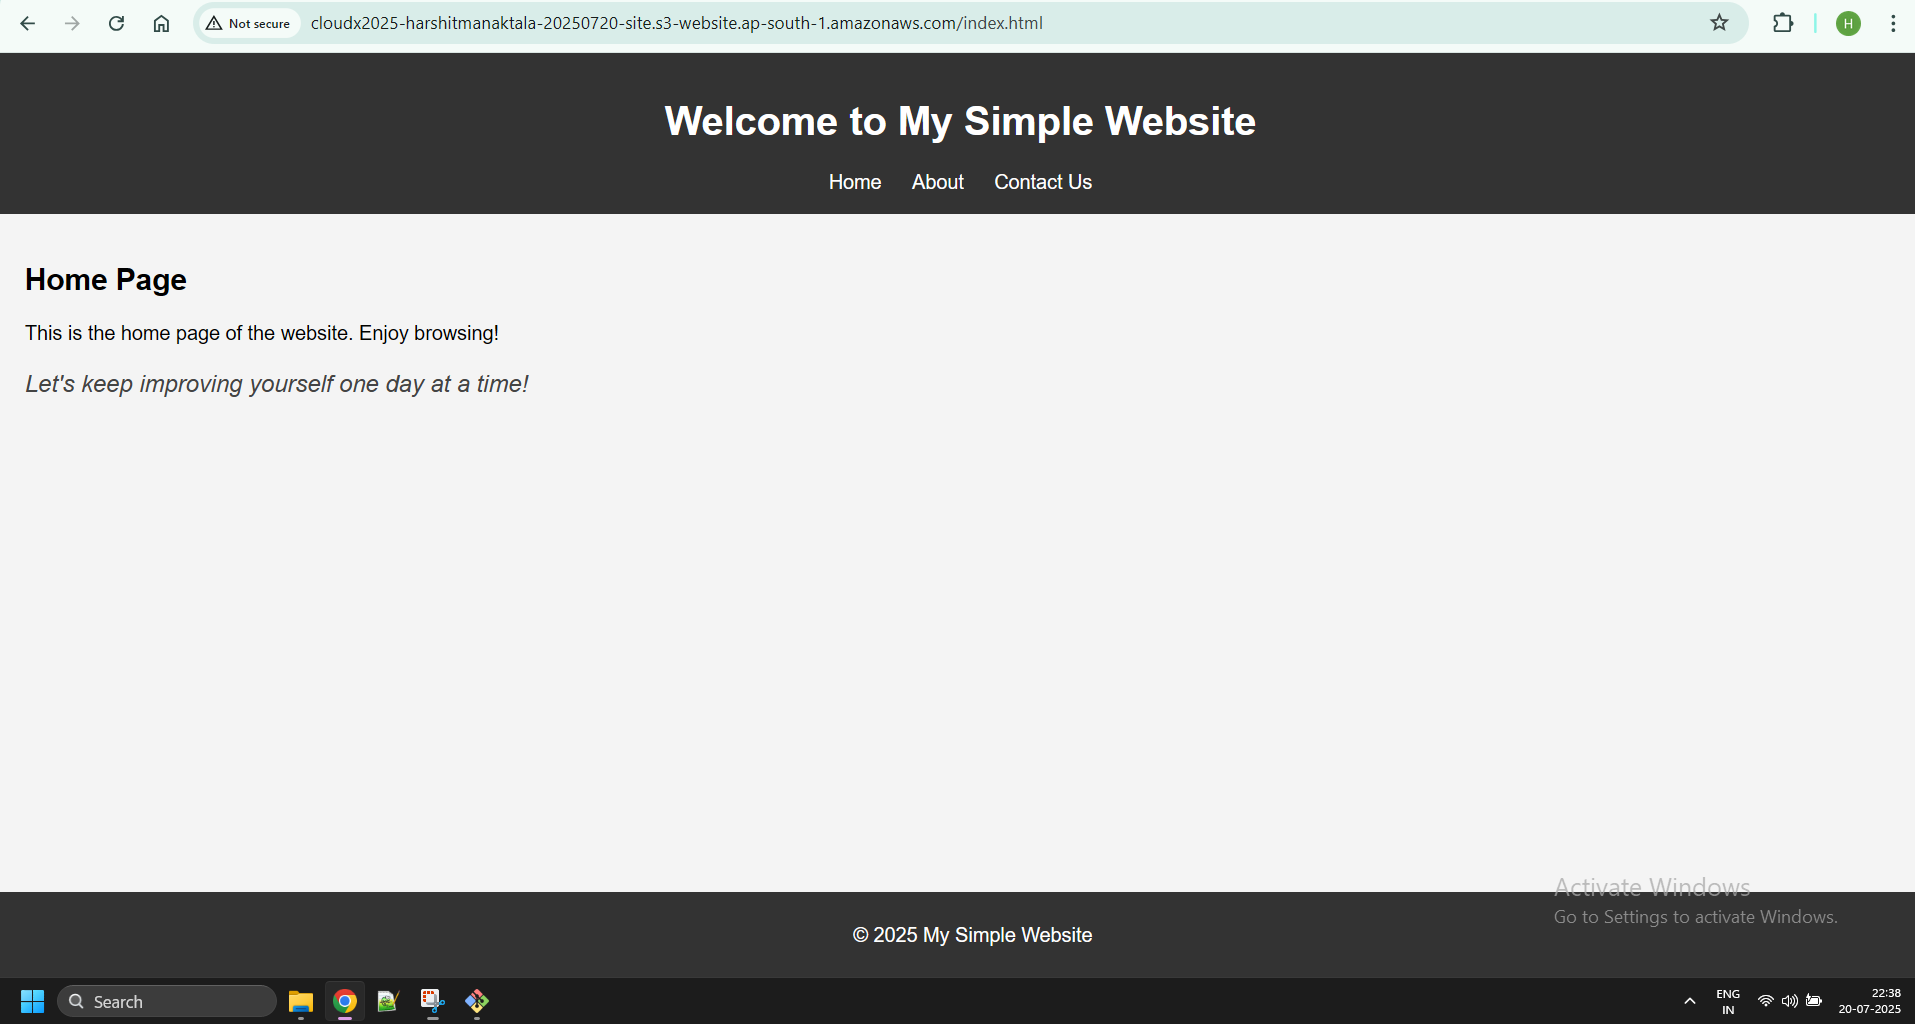 Not secure
cloudx2025-harshitmanaktala-20250720-site.s3-website.ap-south-1.amazonaws.com/index.html
H
Welcome to My Simple Website
Home About Contact Us
Home Page
This is the home page of the website. Enjoy browsing!
Let's keep improving yourself one day at a time!
Activate Windows
Go to Settings to activate Windows.
© 2025 My Simple Website
Search
ENG
IN
22:38
20-07-2025